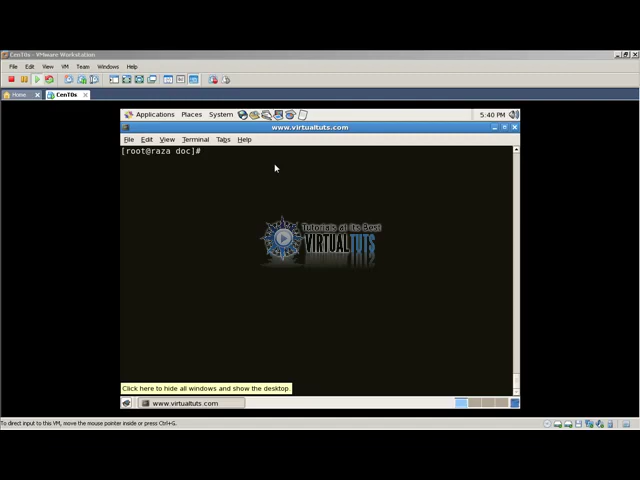 CenT0s - VMware Workstation
File Edit View VM Team Windows Help
Home CenT0s
Applications Places System 5:40 PM
www.virtualtuts.com
File Edit View Terminal Tabs Help
[root@raza doc]#
Tutorials at its Best
VIRTUALTUTS
Click here to hide all windows and show the desktop.
www.virtualtuts.com
To direct input to this VM, move the mouse pointer inside or press Ctrl+G.